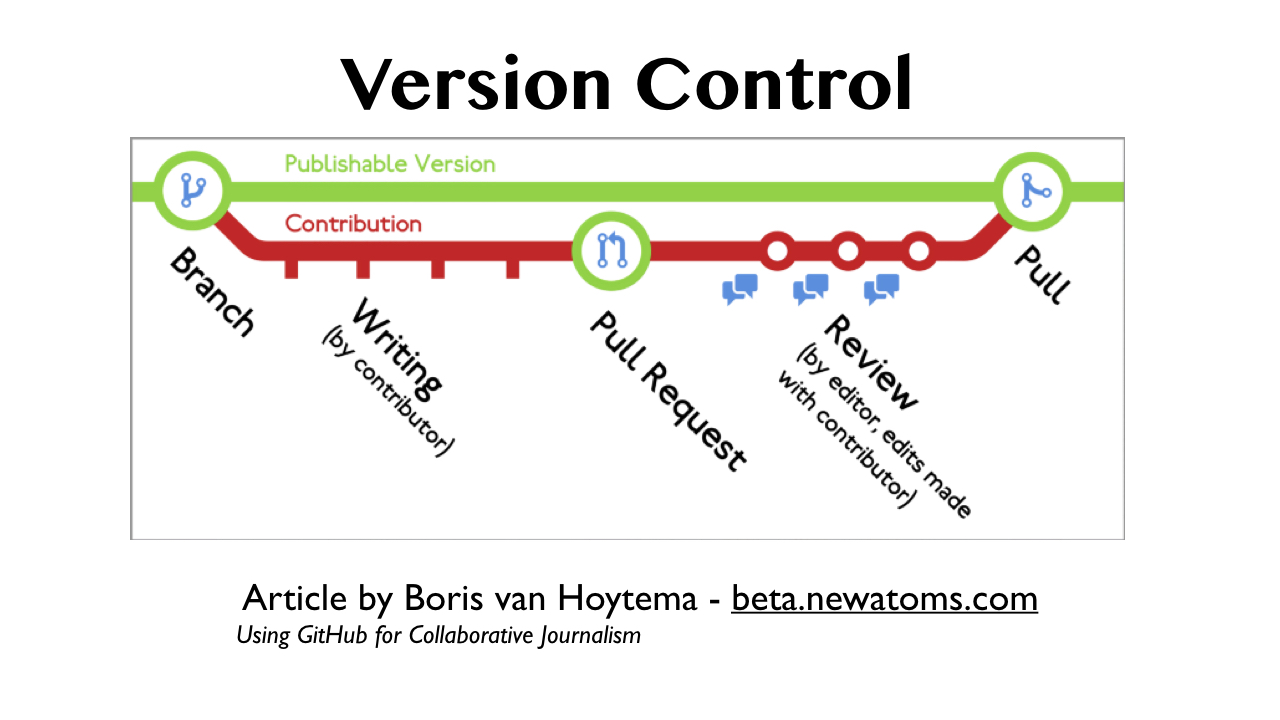 Version Control
Publishable Version
Contribution
Branch
Writing
(by contributor)
Pull Request
Review
(by editor, edits made
with contributor)
Pull
Article by Boris van Hoytema - beta.newatoms.com
Using GitHub for Collaborative Journalism